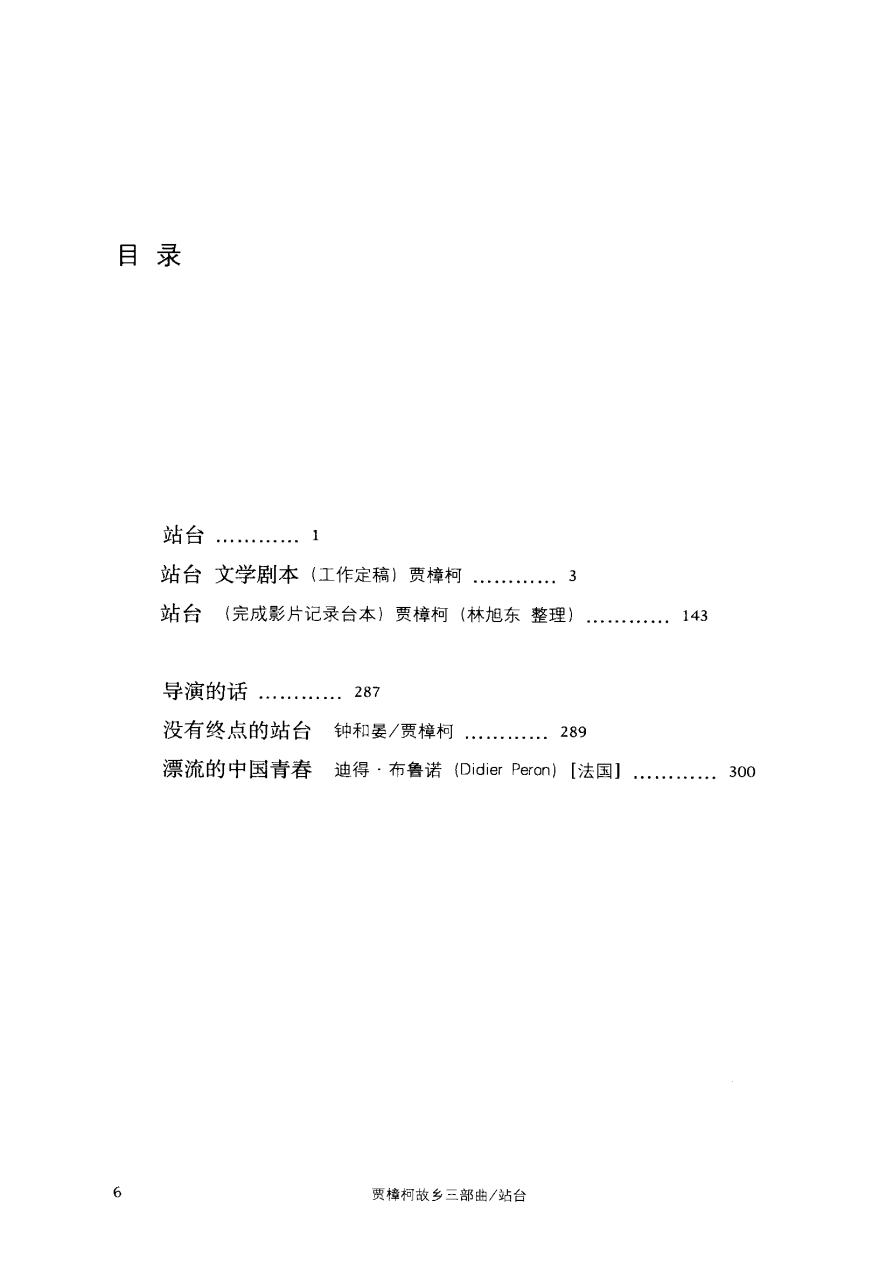 目 录
站台 ………… 1
站台 文学剧本（工作定稿）贾樟柯 ………… 3
站台 （完成影片记录台本）贾樟柯（林旭东 整理）………… 143
导演的话 ………… 287
没有终点的站台 钟和晏/贾樟柯 ………… 289
漂流的中国青春 迪得·布鲁诺（Didier Peron）[法国] ………… 300
6 贾樟柯故乡三部曲/站台